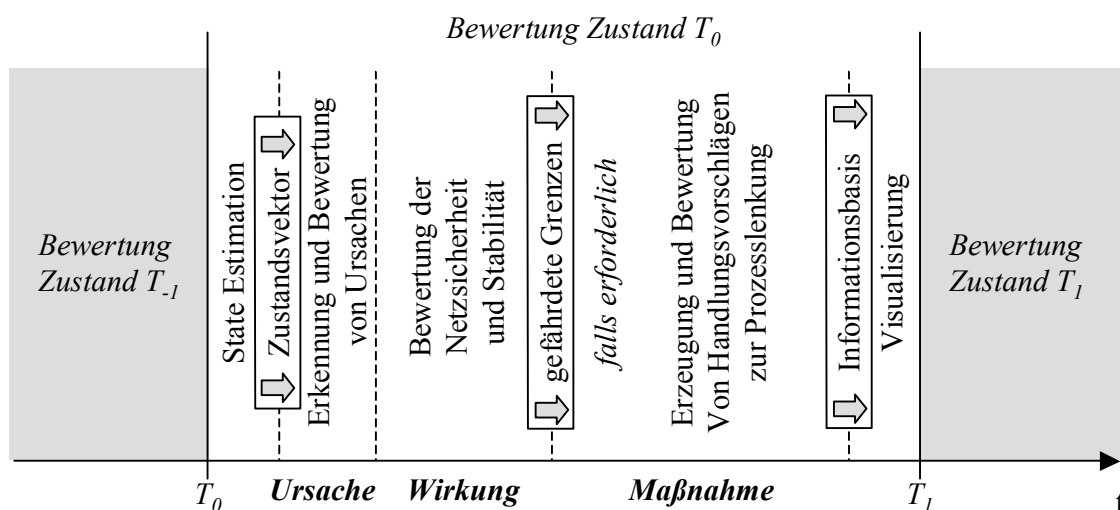 Bewertung Zustand T₀
Bewertung
Zustand T₋₁
State Estimation
Zustandsvektor
Erkennung und Bewertung
von Ursachen
Bewertung der
Netzsicherheit
und Stabilität
gefährdete Grenzen
falls erforderlich
Erzeugung und Bewertung
Von Handlungsvorschlägen
zur Prozesslenkung
Informationsbasis
Visualisierung
Bewertung
Zustand T₁
T₀
Ursache
Wirkung
Maßnahme
T₁
t